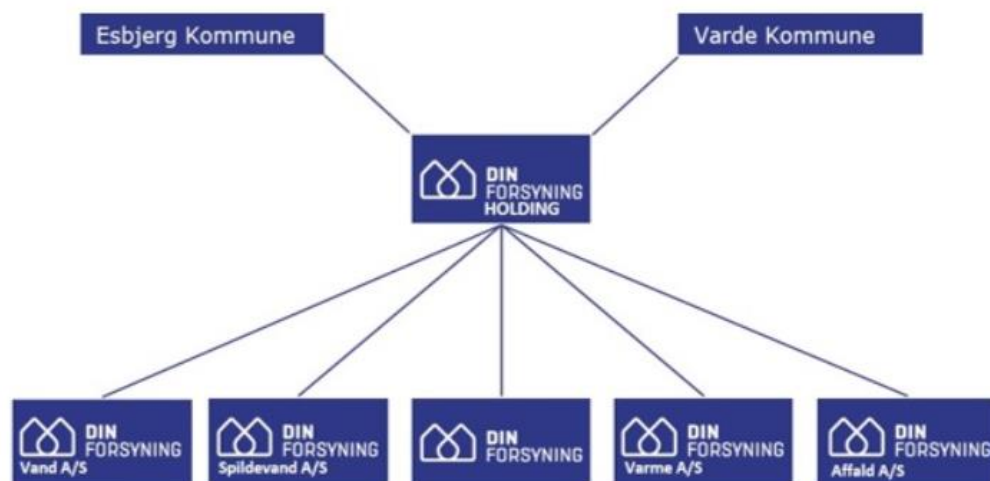 Esbjerg Kommune
Varde Kommune
DIN
FORSYNING
HOLDING
DIN
FORSYNING
Vand A/S
DIN
FORSYNING
Spildevand A/S
DIN
FORSYNING
DIN
FORSYNING
Varme A/S
DIN
FORSYNING
Affald A/S